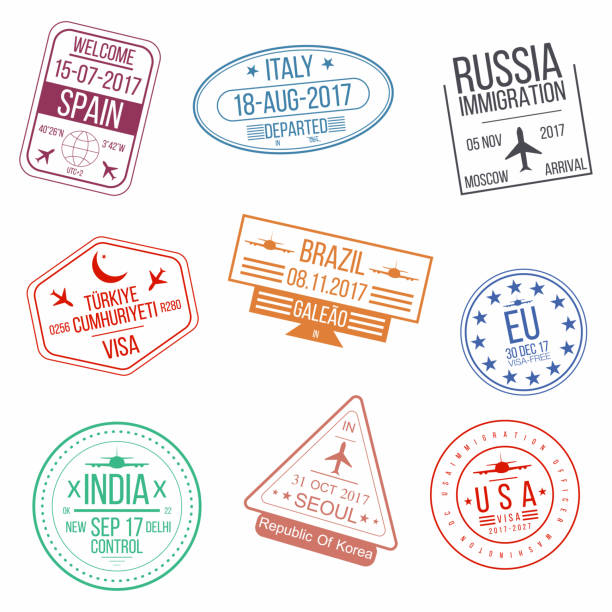 WELCOME
15-07-2017
SPAIN
40°26'N 3°42'W
UTC+2
ITALY
18-AUG-2017
DEPARTED
IN
RUSSIA
IMMIGRATION
05 NOV 2017
MOSCOW ARRIVAL
TÜRKIYE
0256 CUMHURIYETI R280
VISA
BRAZIL
08.11.2017
GALEÃO
IN
EU
30 DEC 17
VISA-FREE
INDIA
OK 22
NEW SEP 17 DELHI
CONTROL
IN
31 OCT 2017
SEOUL
Republic Of Korea
USA IMMIGRATION OFFICER WASHINGTON DC
USA
VISA
2017-2027